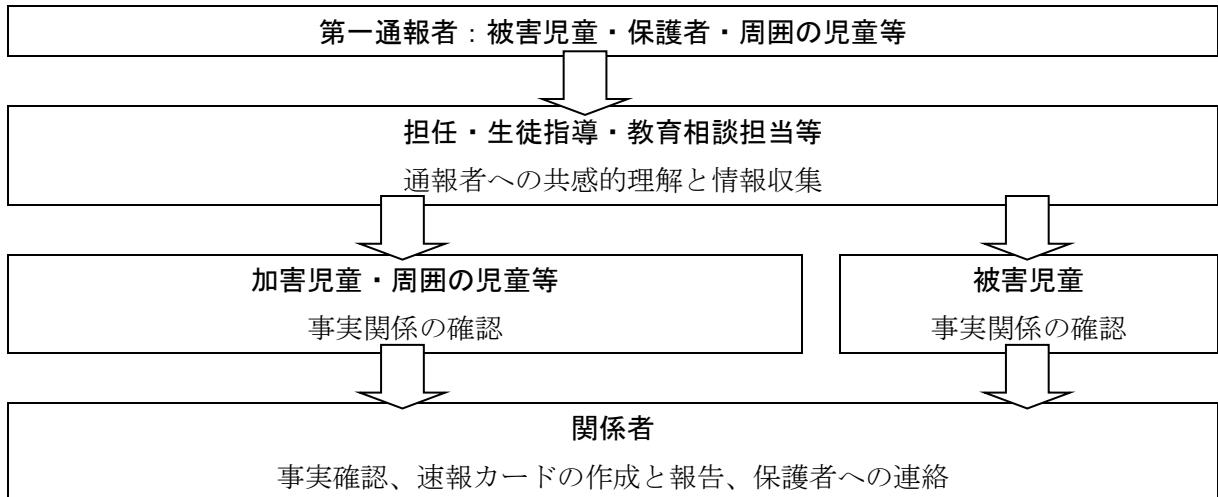 第一通報者：被害児童・保護者・周囲の児童等
担任・生徒指導・教育相談担当等
通報者への共感的理解と情報収集
加害児童・周囲の児童等
事実関係の確認
被害児童
事実関係の確認
関係者
事実確認、速報カードの作成と報告、保護者への連絡